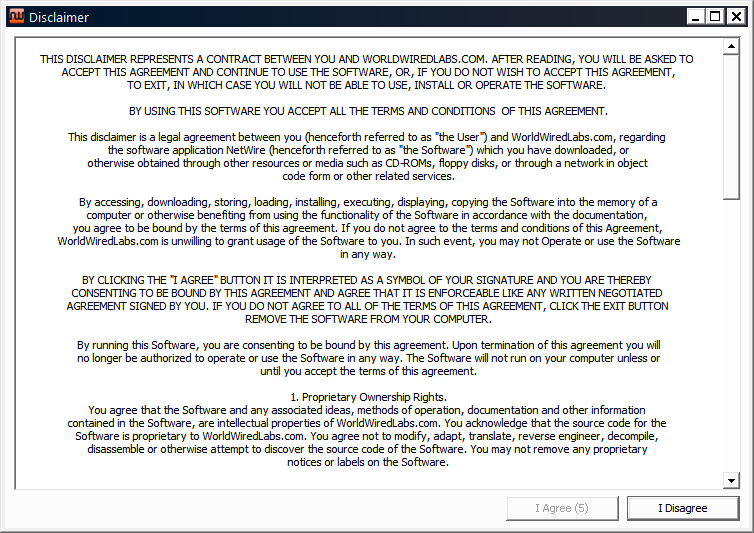 Disclaimer
THIS DISCLAIMER REPRESENTS A CONTRACT BETWEEN YOU AND WORLDWIREDLABS.COM. AFTER READING, YOU WILL BE ASKED TO
ACCEPT THIS AGREEMENT AND CONTINUE TO USE THE SOFTWARE, OR, IF YOU DO NOT WISH TO ACCEPT THIS AGREEMENT,
TO EXIT, IN WHICH CASE YOU WILL NOT BE ABLE TO USE, INSTALL OR OPERATE THE SOFTWARE.
BY USING THIS SOFTWARE YOU ACCEPT ALL THE TERMS AND CONDITIONS  OF THIS AGREEMENT.
This disclaimer is a legal agreement between you (henceforth referred to as "the User") and WorldWiredLabs.com, regarding
the software application NetWire (henceforth referred to as "the Software") which you have downloaded, or
otherwise obtained through other resources or media such as CD-ROMs, floppy disks, or through a network in object
code form or other related services.
By accessing, downloading, storing, loading, installing, executing, displaying, copying the Software into the memory of a
computer or otherwise benefiting from using the functionality of the Software in accordance with the documentation,
you agree to be bound by the terms of this agreement. If you do not agree to the terms and conditions of this Agreement,
WorldWiredLabs.com is unwilling to grant usage of the Software to you. In such event, you may not Operate or use the Software
in any way.
BY CLICKING THE "I AGREE" BUTTON IT IS INTERPRETED AS A SYMBOL OF YOUR SIGNATURE AND YOU ARE THEREBY
CONSENTING TO BE BOUND BY THIS AGREEMENT AND AGREE THAT IT IS ENFORCEABLE LIKE ANY WRITTEN NEGOTIATED
AGREEMENT SIGNED BY YOU. IF YOU DO NOT AGREE TO ALL OF THE TERMS OF THIS AGREEMENT, CLICK THE EXIT BUTTON
REMOVE THE SOFTWARE FROM YOUR COMPUTER.
By running this Software, you are consenting to be bound by this agreement. Upon termination of this agreement you will
no longer be authorized to operate or use the Software in any way. The Software will not run on your computer unless or
until you accept the terms of this agreement.
1. Proprietary Ownership Rights.
You agree that the Software and any associated ideas, methods of operation, documentation and other information
contained in the Software, are intellectual properties of WorldWiredLabs.com. You acknowledge that the source code for the
Software is proprietary to WorldWiredLabs.com. You agree not to modify, adapt, translate, reverse engineer, decompile,
disassemble or otherwise attempt to discover the source code of the Software. You may not remove any proprietary
notices or labels on the Software.
I Agree (5)
I Disagree